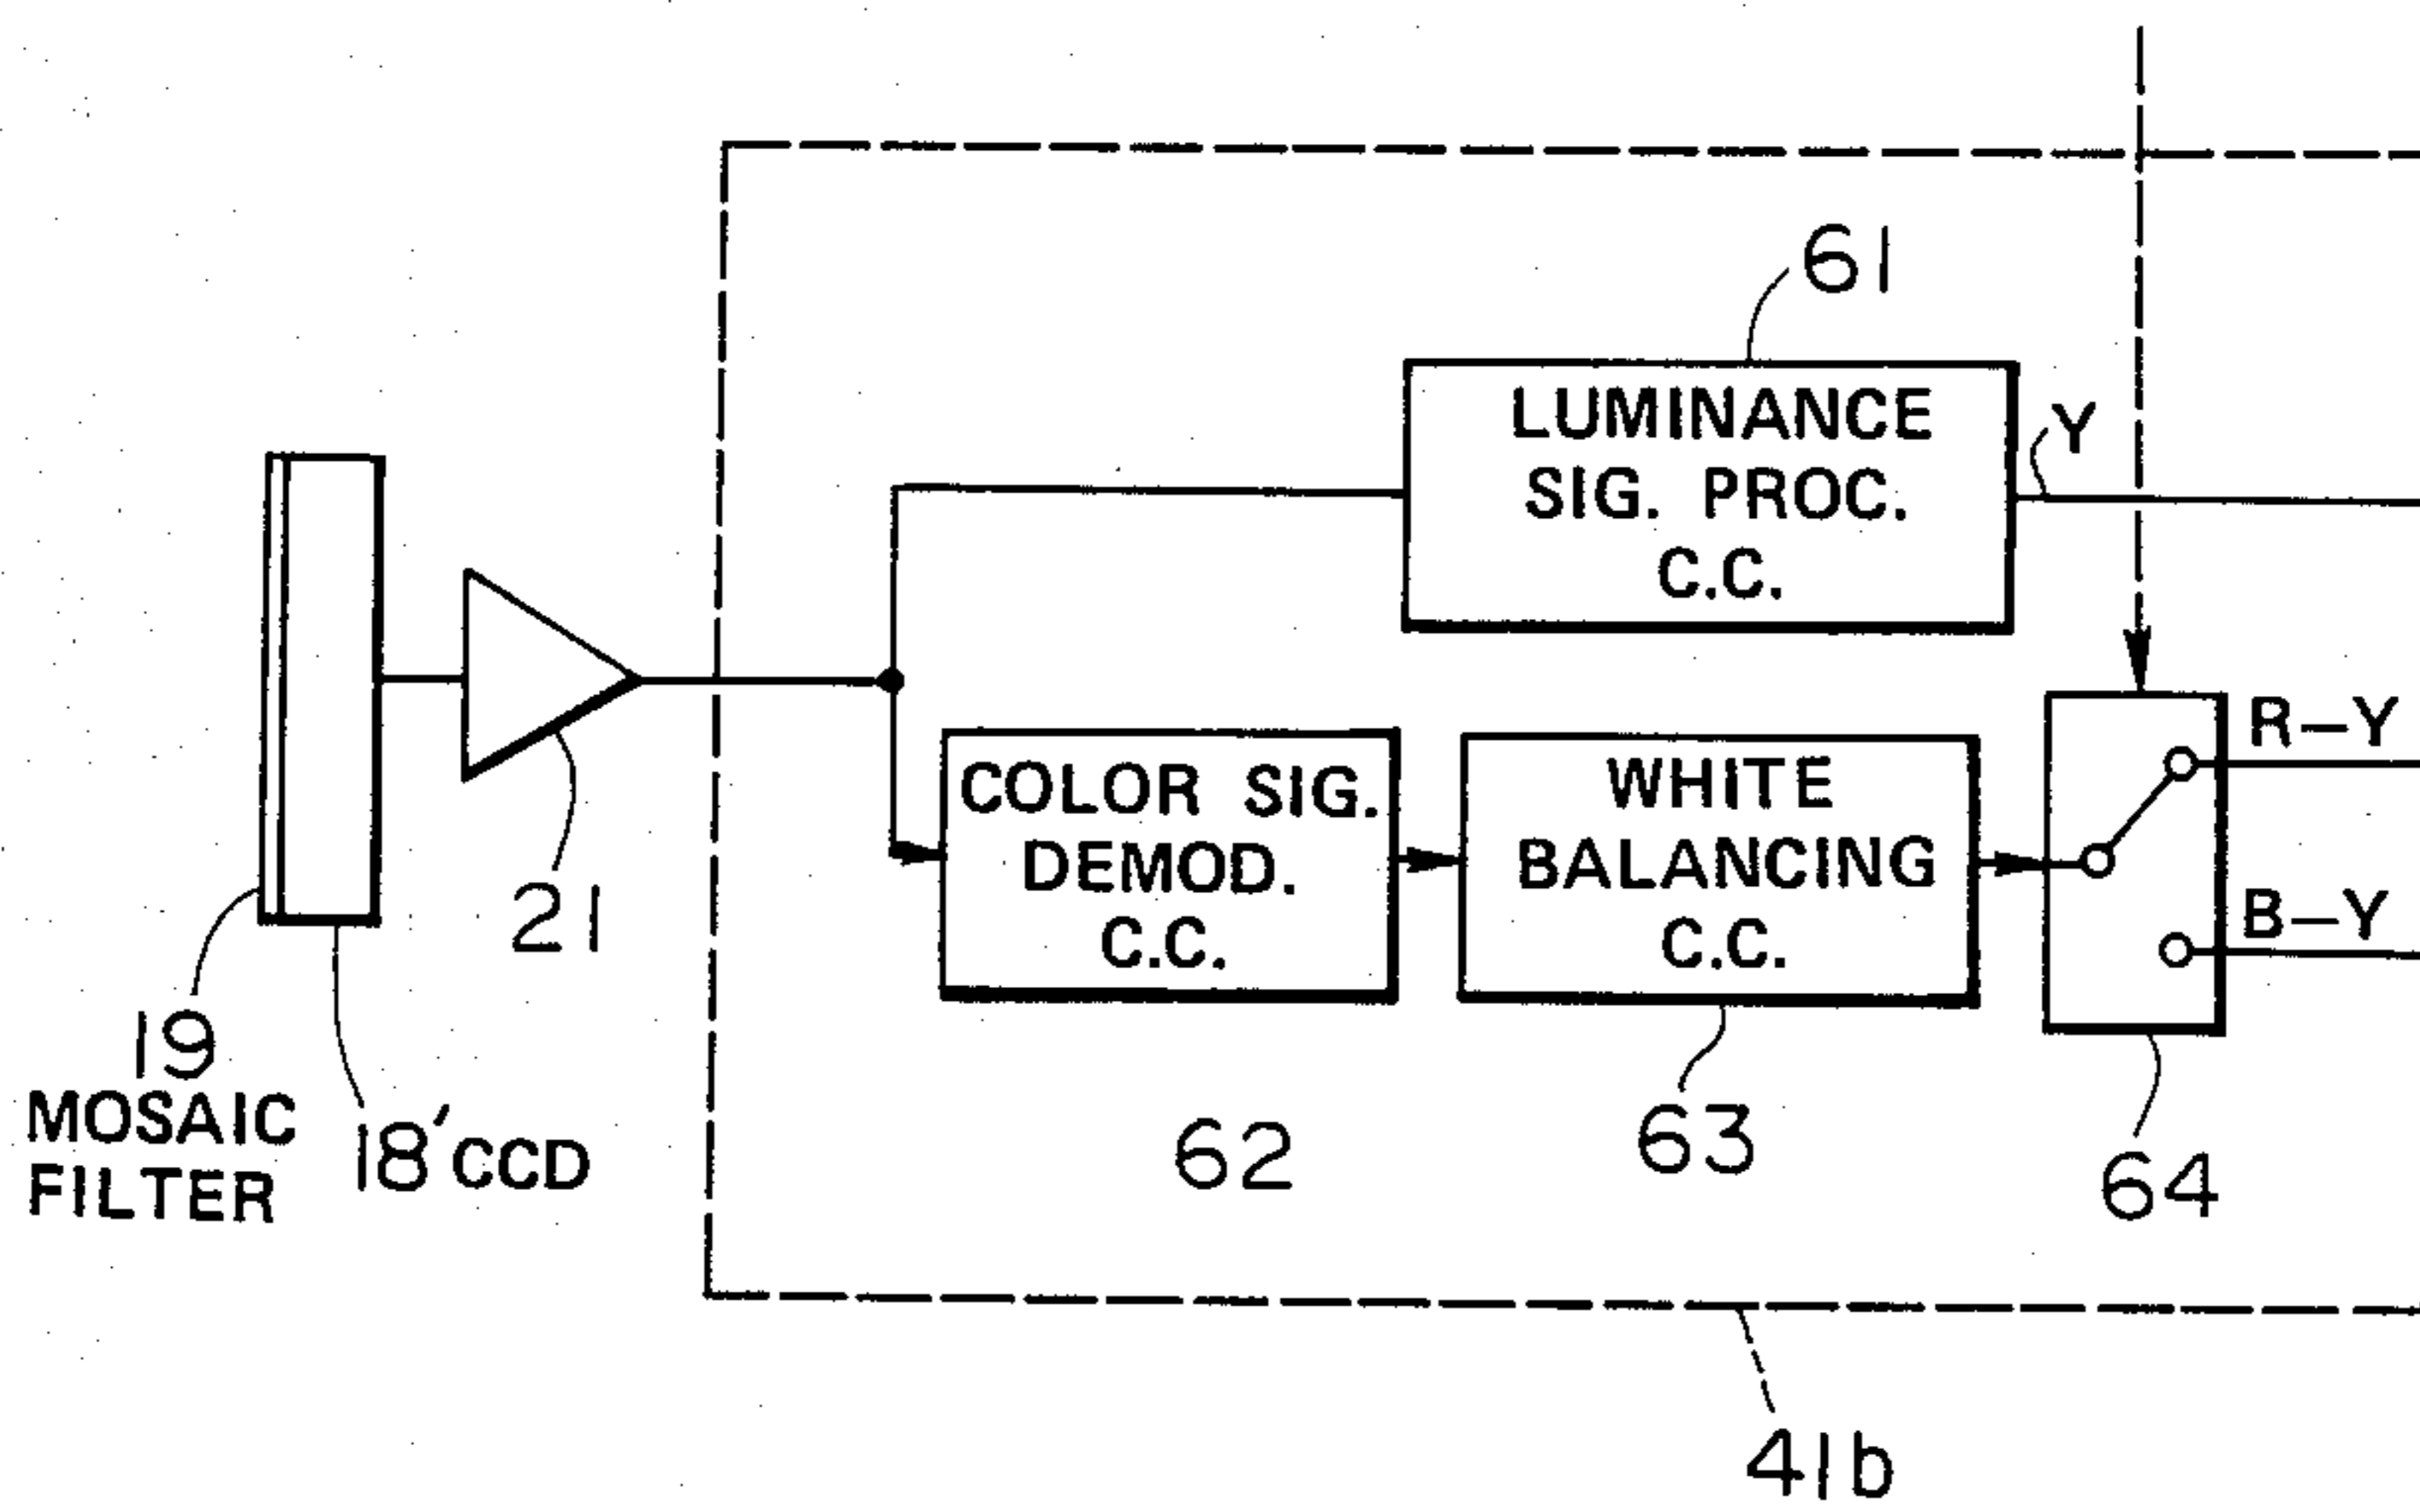 61
LUMINANCE
SIG. PROC.
C.C.
Y
R–Y
COLOR SIG.
DEMOD.
C.C.
WHITE
BALANCING
C.C.
B–Y
21
19
MOSAIC
FILTER
18' CCD
62
63
64
41b